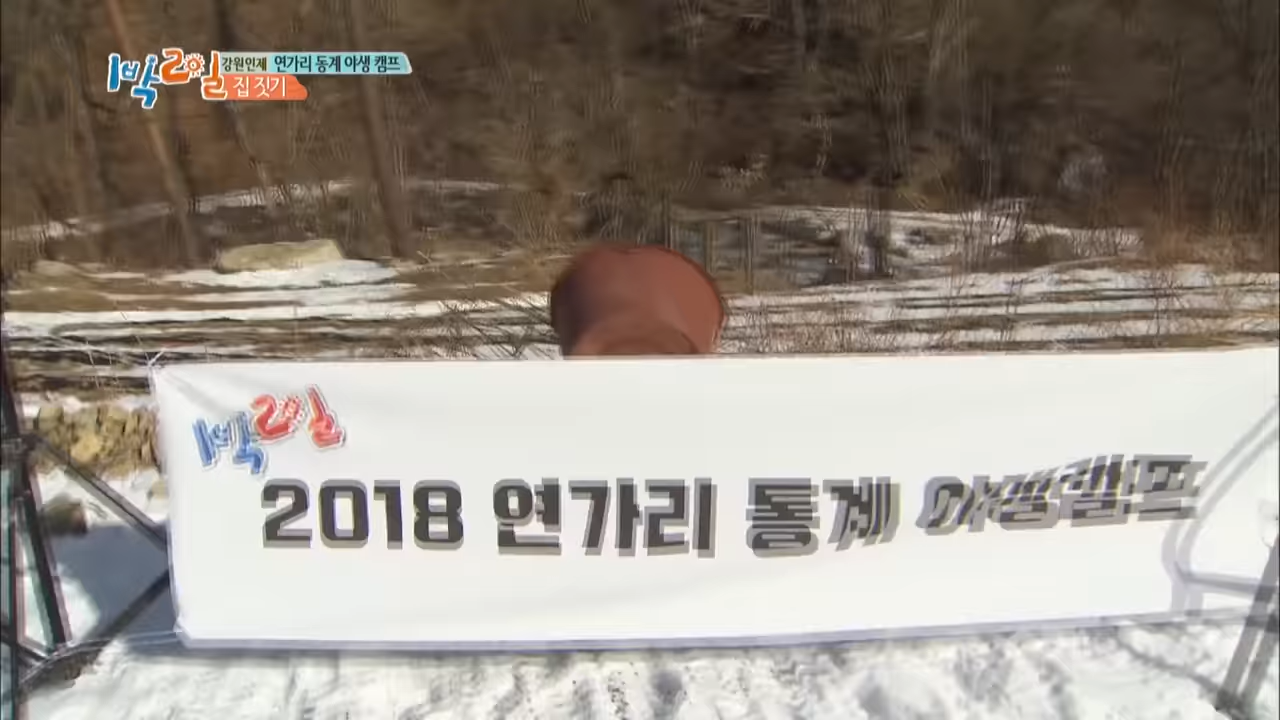 1박2일 강원인제 연가리 동계 야생 캠프
집 짓기
1박2일
2018 연가리 동계 야생캠프